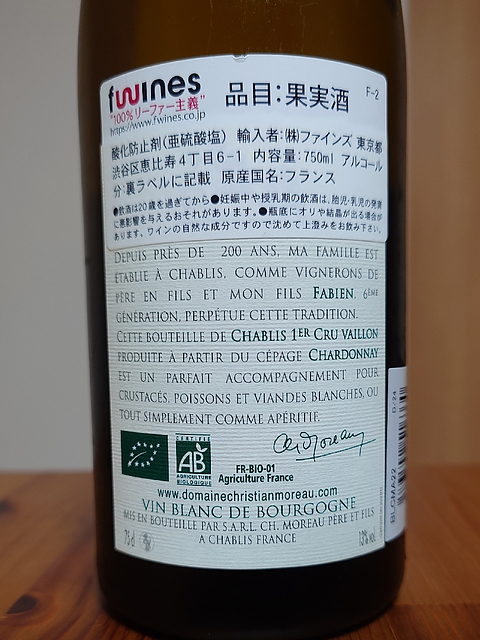 fwines
"100%リーファー主義"
https://www.fwines.co.jp
品目:果実酒
F-2
酸化防止剤(亜硫酸塩) 輸入者:(株)ファインズ 東京都
渋谷区恵比寿4丁目6-1 内容量:750ml アルコール
分:裏ラベルに記載 原産国名:フランス
●飲酒は20歳を過ぎてから●妊娠中や授乳期の飲酒は、胎児・乳児の発育
に悪影響を与えるおそれがあります。●瓶底にオリや結晶が出る場合が
あります。ワインの自然な成分ですので沈めて上澄みをお飲み下さい。
DEPUIS PRÈS DE 200 ANS, MA FAMILLE EST
ÉTABLIE À CHABLIS, COMME VIGNERONS DE
PÈRE EN FILS ET MON FILS FABIEN, 6ÈME
GÉNÉRATION, PERPÉTUE CETTE TRADITION.
CETTE BOUTEILLE DE CHABLIS 1ER CRU VAILLON
PRODUITE À PARTIR DU CÉPAGE CHARDONNAY
EST UN PARFAIT ACCOMPAGNEMENT POUR
CRUSTACÉS, POISSONS ET VIANDES BLANCHES, OU
TOUT SIMPLEMENT COMME APÉRITIF.
CERTIFIÉ
AB
AGRICULTURE
BIOLOGIQUE
FR-BIO-01
Agriculture France
www.domainechristianmoreau.com
VIN BLANC DE BOURGOGNE
MIS EN BOUTEILLE PAR S.A.R.L. CH. MOREAU PÈRE ET FILS
A CHABLIS FRANCE
75cl
13%VOL.
D/24
BUCMA22